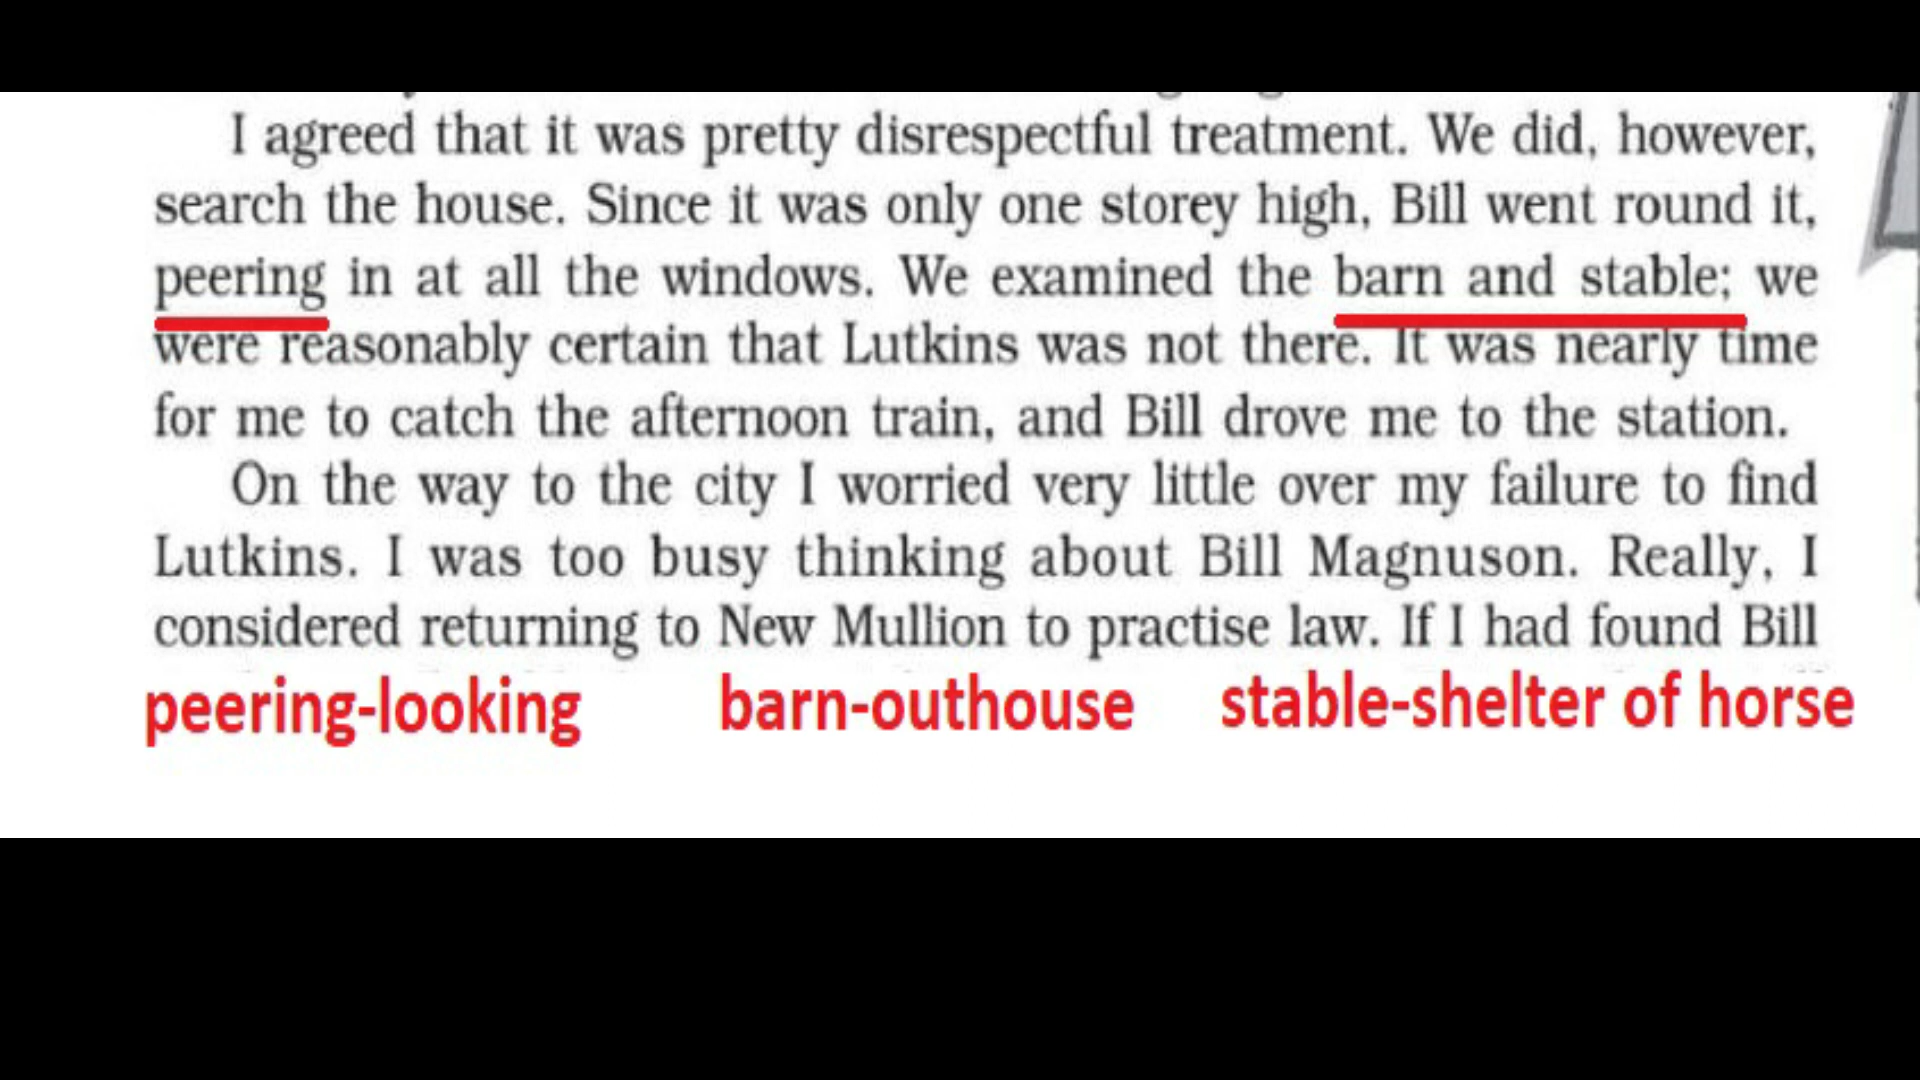 I agreed that it was pretty disrespectful treatment. We did, however,
search the house. Since it was only one storey high, Bill went round it,
peering in at all the windows. We examined the barn and stable; we
were reasonably certain that Lutkins was not there. It was nearly time
for me to catch the afternoon train, and Bill drove me to the station.
On the way to the city I worried very little over my failure to find
Lutkins. I was too busy thinking about Bill Magnuson. Really, I
considered returning to New Mullion to practise law. If I had found Bill
peering-looking barn-outhouse stable-shelter of horse